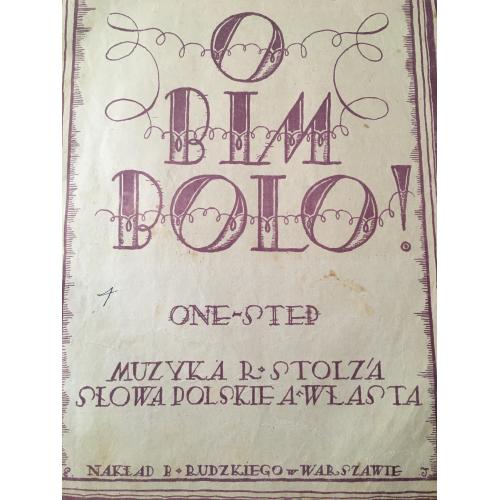 O
BIM
BOLO!
ONE-STEP
MUZYKA R. STOLZ'A
SŁOWA POLSKIE A. WŁASTA
NAKŁAD B. RUDZKIEGO w WARSZAWIE